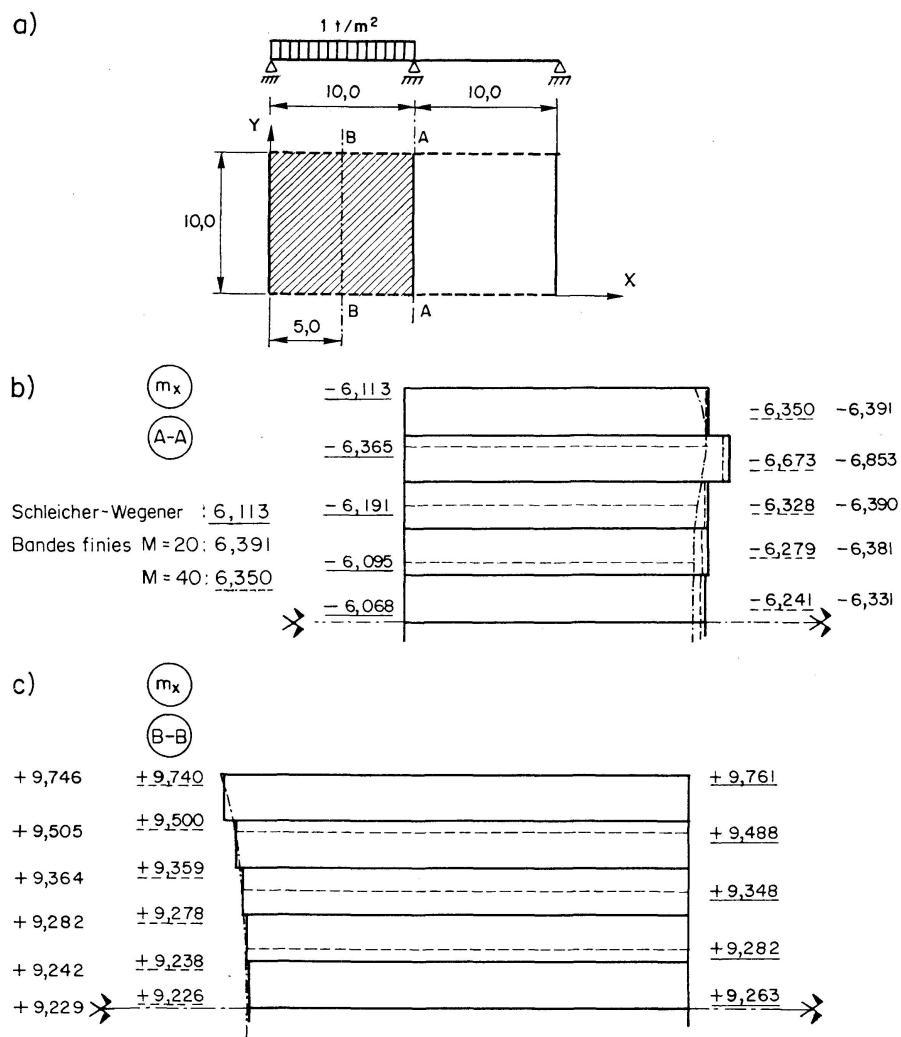 a)
1 t/m²
10,0 10,0
Y B A
10,0
B A X
5,0
b)
mx
A-A
Schleicher-Wegener : 6,113
Bandes finies M = 20: 6,391
M = 40: 6,350
-6,113
-6,350 -6,391
-6,365
-6,673 -6,853
-6,191
-6,328 -6,390
-6,095
-6,279 -6,381
-6,068
-6,241 -6,331
c)
mx
B-B
+9,746 +9,740 +9,761
+9,505 +9,500 +9,488
+9,364 +9,359 +9,348
+9,282 +9,278 +9,282
+9,242 +9,238
+9,229 +9,226 +9,263